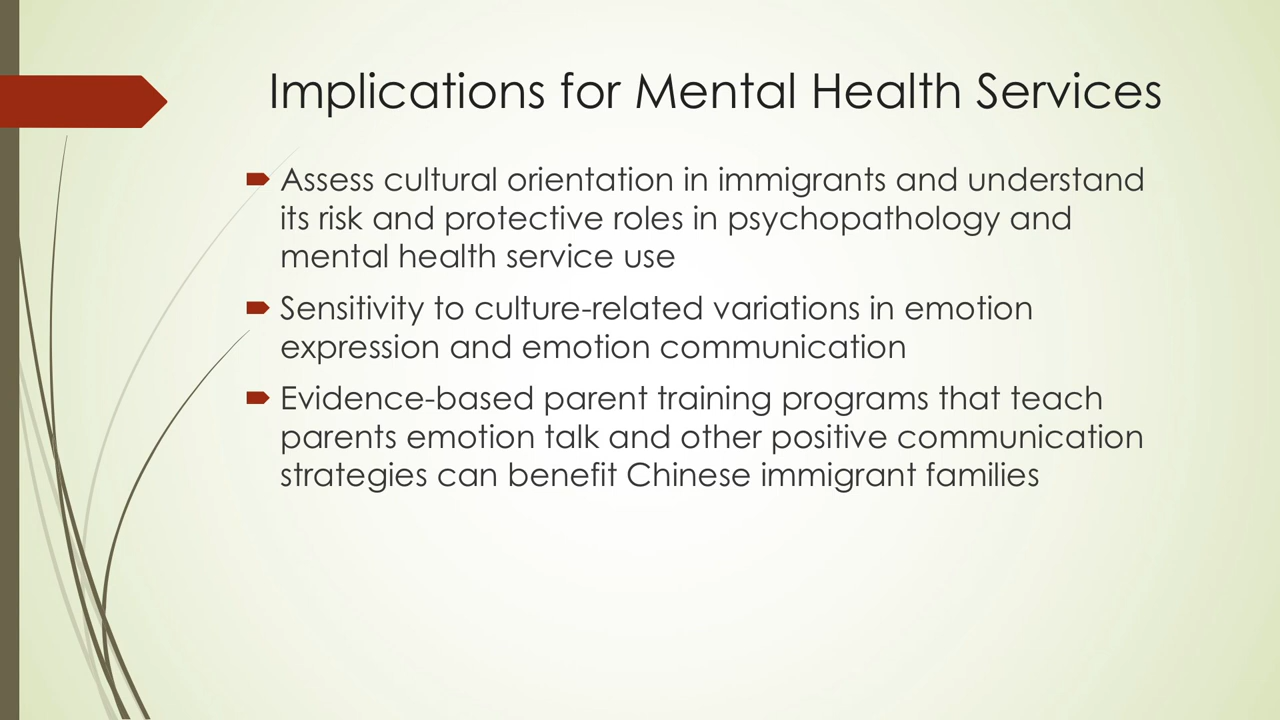 Implications for Mental Health Services
Assess cultural orientation in immigrants and understand
its risk and protective roles in psychopathology and
mental health service use
Sensitivity to culture-related variations in emotion
expression and emotion communication
Evidence-based parent training programs that teach
parents emotion talk and other positive communication
strategies can benefit Chinese immigrant families